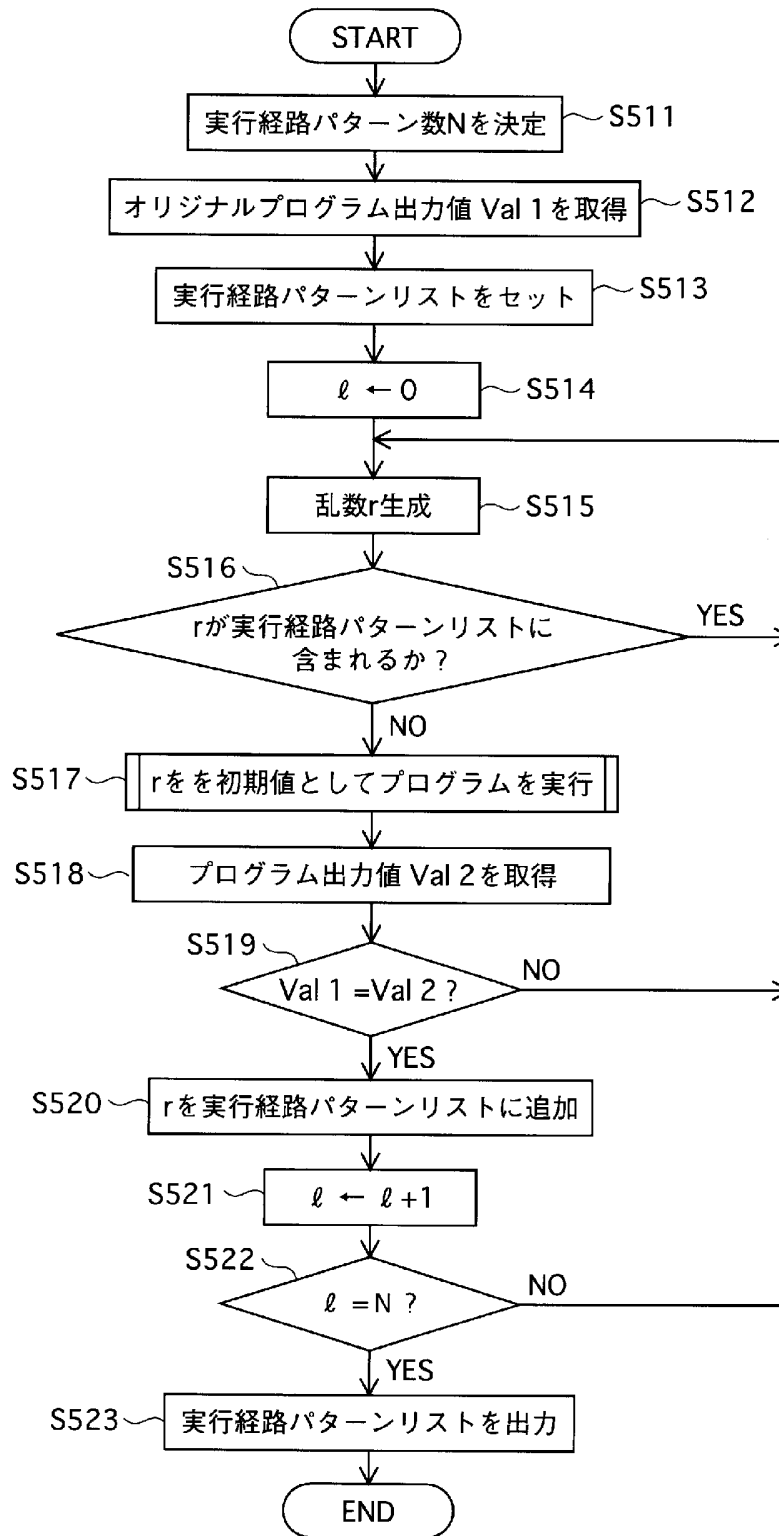 START
実行経路パターン数Nを決定
S511
オリジナルプログラム出力値 Val 1を取得
S512
実行経路パターンリストをセット
S513
ℓ ← 0
S514
乱数r生成
S515
S516
rが実行経路パターンリストに
含まれるか？
YES
NO
S517
rをを初期値としてプログラムを実行
S518
プログラム出力値 Val 2を取得
S519
Val 1 =Val 2 ?
NO
YES
S520
rを実行経路パターンリストに追加
S521
ℓ ← ℓ +1
S522
ℓ =N ?
NO
YES
S523
実行経路パターンリストを出力
END